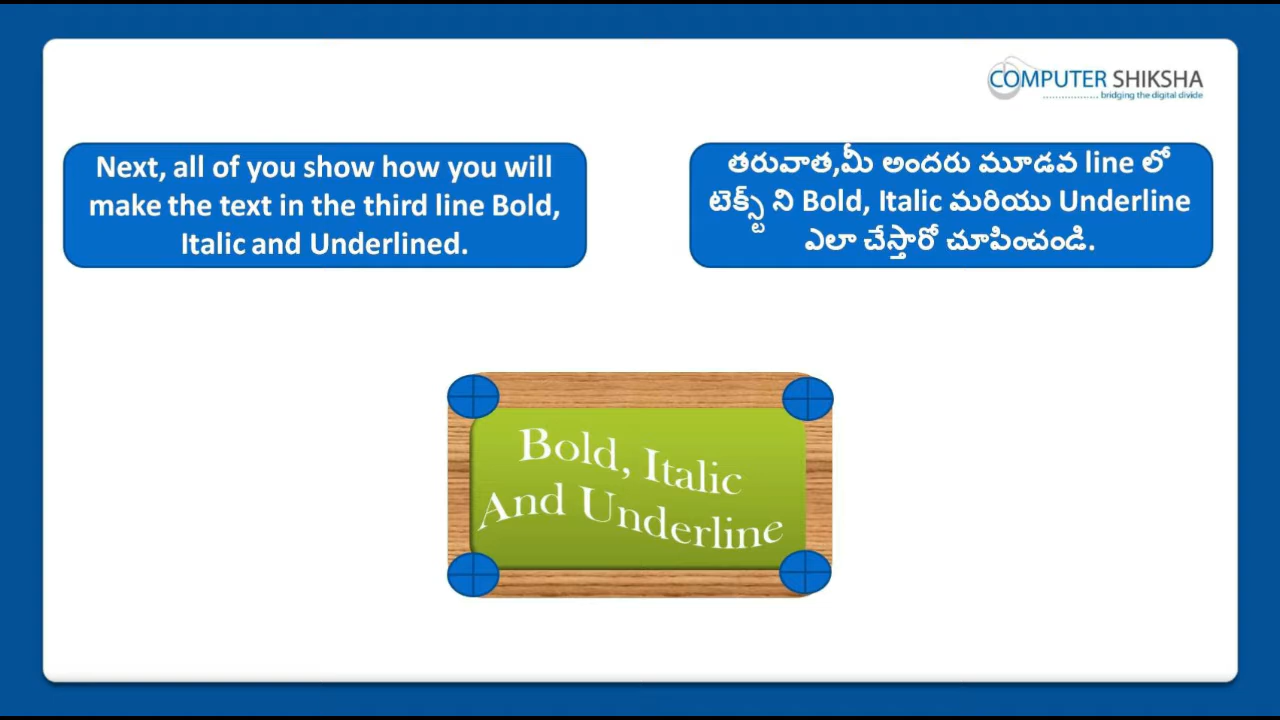 COMPUTER SHIKSHA
bridging the digital divide
Next, all of you show how you will
make the text in the third line Bold,
Italic and Underlined.
తరువాత,మీ అందరు మూడవ line లో
టెక్స్ట్ ని Bold, Italic మరియు Underline
ఎలా చేస్తారో చూపించండి.
Bold, Italic
And Underline